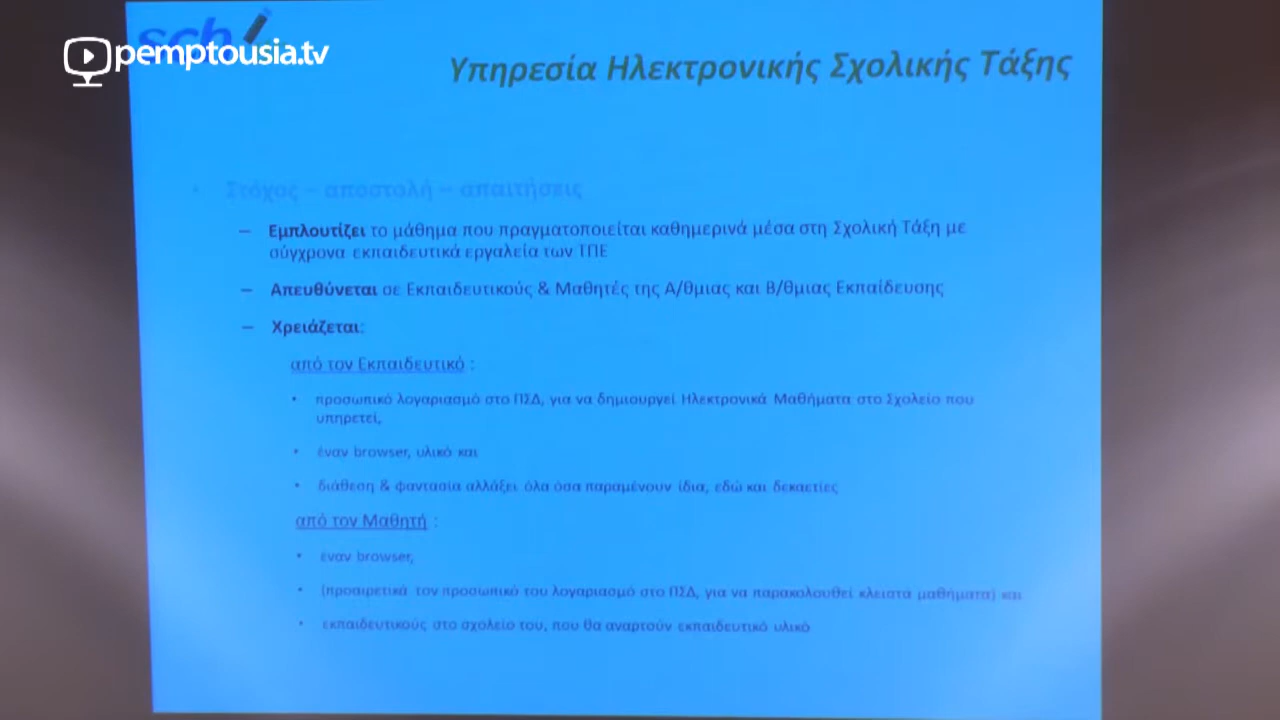 sch
pemptousia.tv
Υπηρεσία Ηλεκτρονικής Σχολικής Τάξης
• Στόχος – αποστολή – απαιτήσεις
– Εμπλουτίζει το μάθημα που πραγματοποιείται καθημερινά μέσα στη Σχολική Τάξη με
σύγχρονα εκπαιδευτικά εργαλεία των ΤΠΕ
– Απευθύνεται σε Εκπαιδευτικούς & Μαθητές της Α/θμιας και Β/θμιας Εκπαίδευσης
– Χρειάζεται:
από τον Εκπαιδευτικό :
• προσωπικό λογαριασμό στο ΠΣΔ, για να δημιουργεί Ηλεκτρονικά Μαθήματα στο Σχολείο που
υπηρετεί,
• έναν browser, υλικό και
• διάθεση & φαντασία αλλάξει όλα όσα παραμένουν ίδια, εδώ και δεκαετίες
από τον Μαθητή :
• έναν browser,
• (προαιρετικά τον προσωπικό του λογαριασμό στο ΠΣΔ, για να παρακολουθεί κλειστά μαθήματα) και
• εκπαιδευτικούς στο σχολείο του, που θα αναρτούν εκπαιδευτικό υλικό